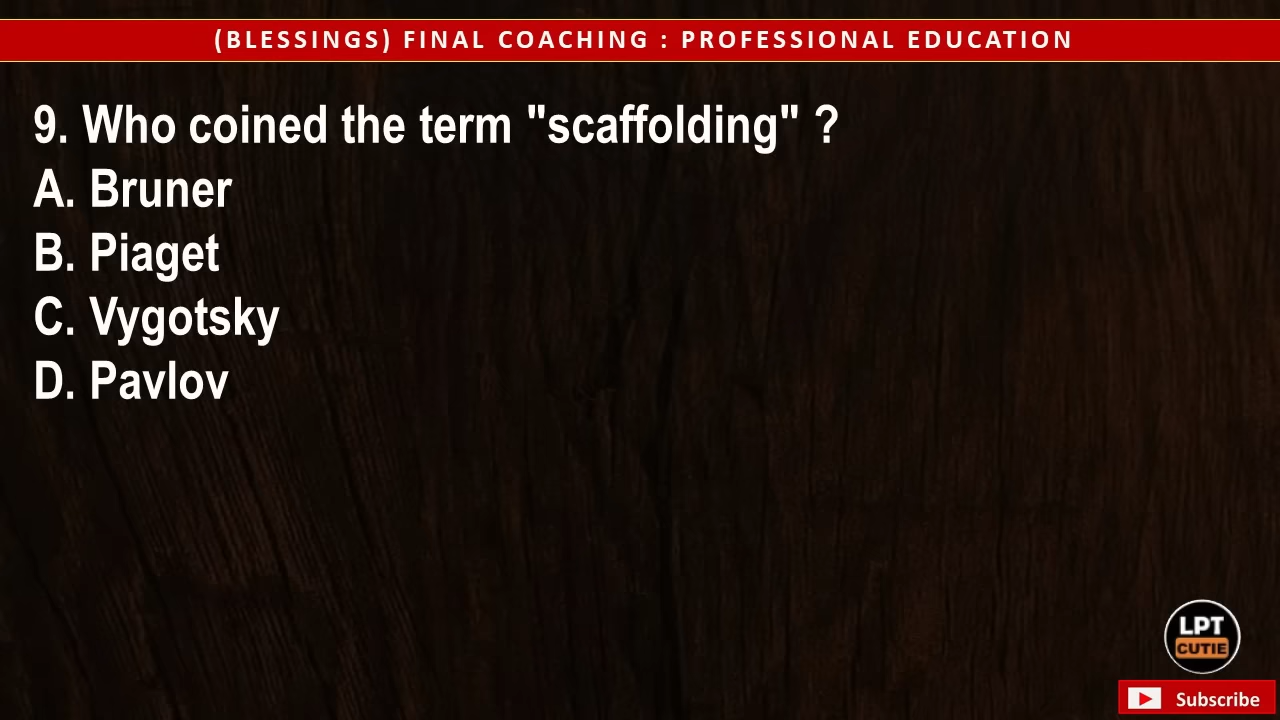 (BLESSINGS) FINAL COACHING : PROFESSIONAL EDUCATION
9. Who coined the term "scaffolding" ?
A. Bruner
B. Piaget
C. Vygotsky
D. Pavlov
LPT
CUTIE
Subscribe